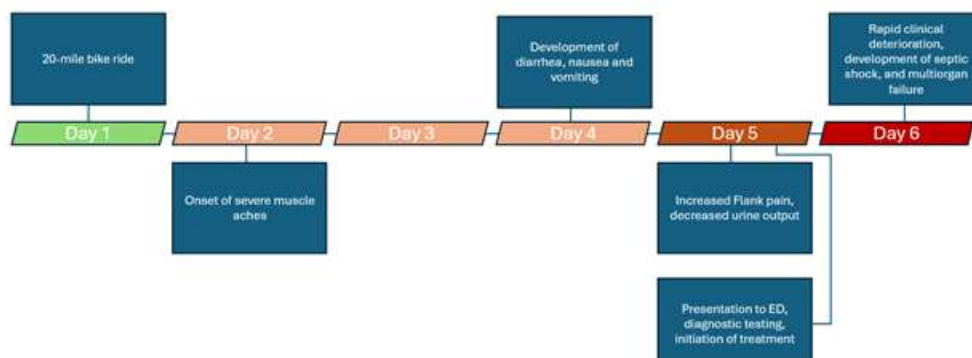 20-mile bike ride
Development of
diarrhea, nausea and
vomiting
Rapid clinical
deterioration,
development of septic
shock, and multiorgan
failure
Day 1
Day 2
Day 3
Day 4
Day 5
Day 6
Onset of severe muscle
aches
Increased Flank pain,
decreased urine output
Presentation to ED,
diagnostic testing,
initiation of treatment